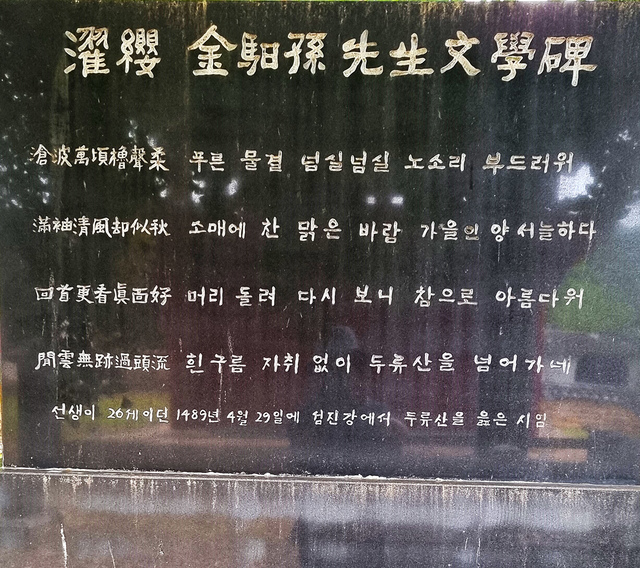 濯纓 金馹孫 先生文學碑
滄波萬頃櫓聲柔 푸른 물결 넘실넘실 노소리 부드러워
滿袖清風却似秋 소매에 찬 맑은 바람 가을인 양 서늘하다
回首更看眞面好 머리 돌려 다시 보니 참으로 아름다워
閒雲無跡過頭流 흰구름 자취 없이 두류산을 넘어가네
선생이 26세이던 1489년 4월 29일에 섬진강에서 두류산을 읊은 시임